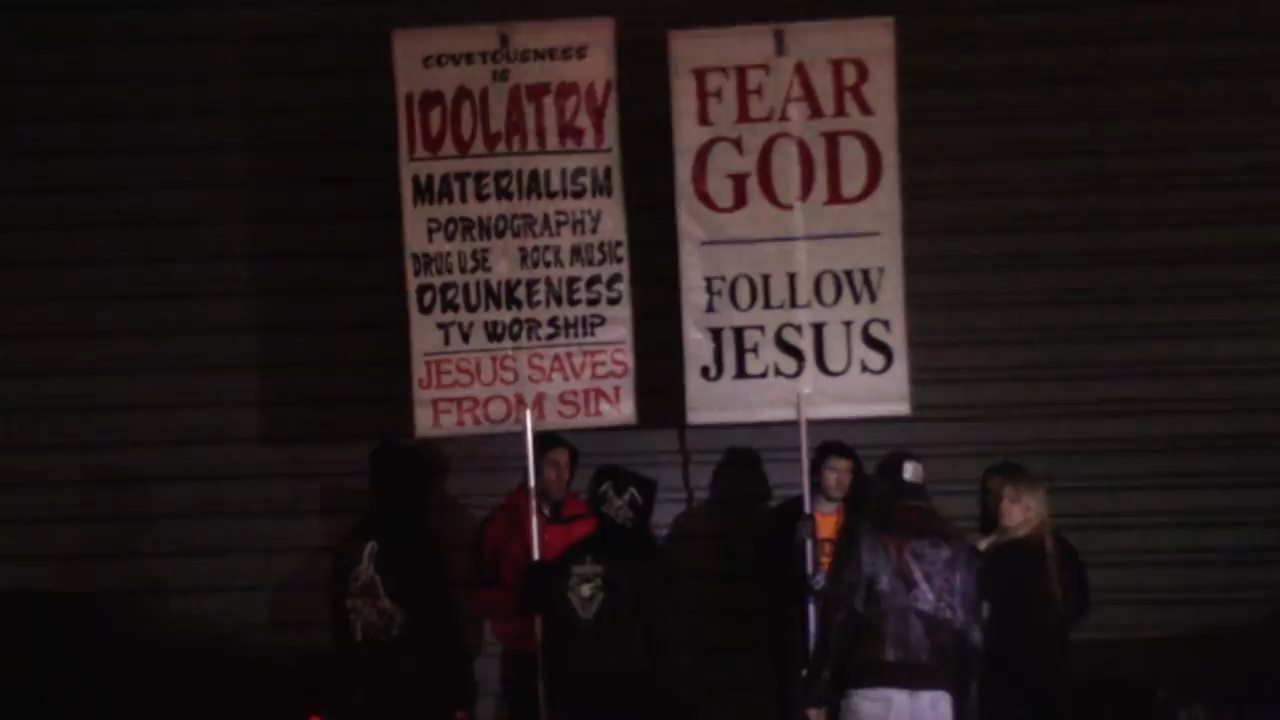 COVETOUSNESS
IS
IDOLATRY
MATERIALISM
PORNOGRAPHY
DRUG USE ROCK MUSIC
DRUNKENESS
TV WORSHIP
JESUS SAVES
FROM SIN
FEAR
GOD
FOLLOW
JESUS